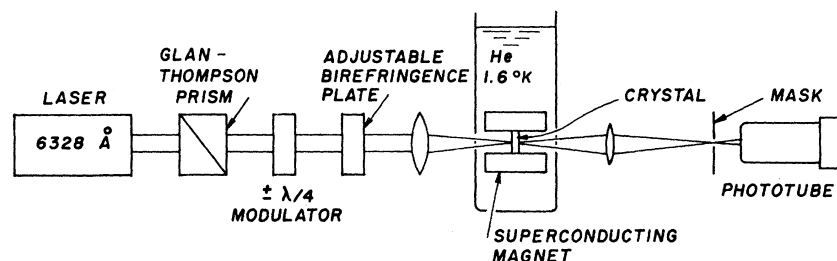 LASER
6328 Å
GLAN -
THOMPSON
PRISM
± λ/4
MODULATOR
ADJUSTABLE
BIREFRINGENCE
PLATE
He
1.6°K
CRYSTAL
MASK
PHOTOTUBE
SUPERCONDUCTING
MAGNET